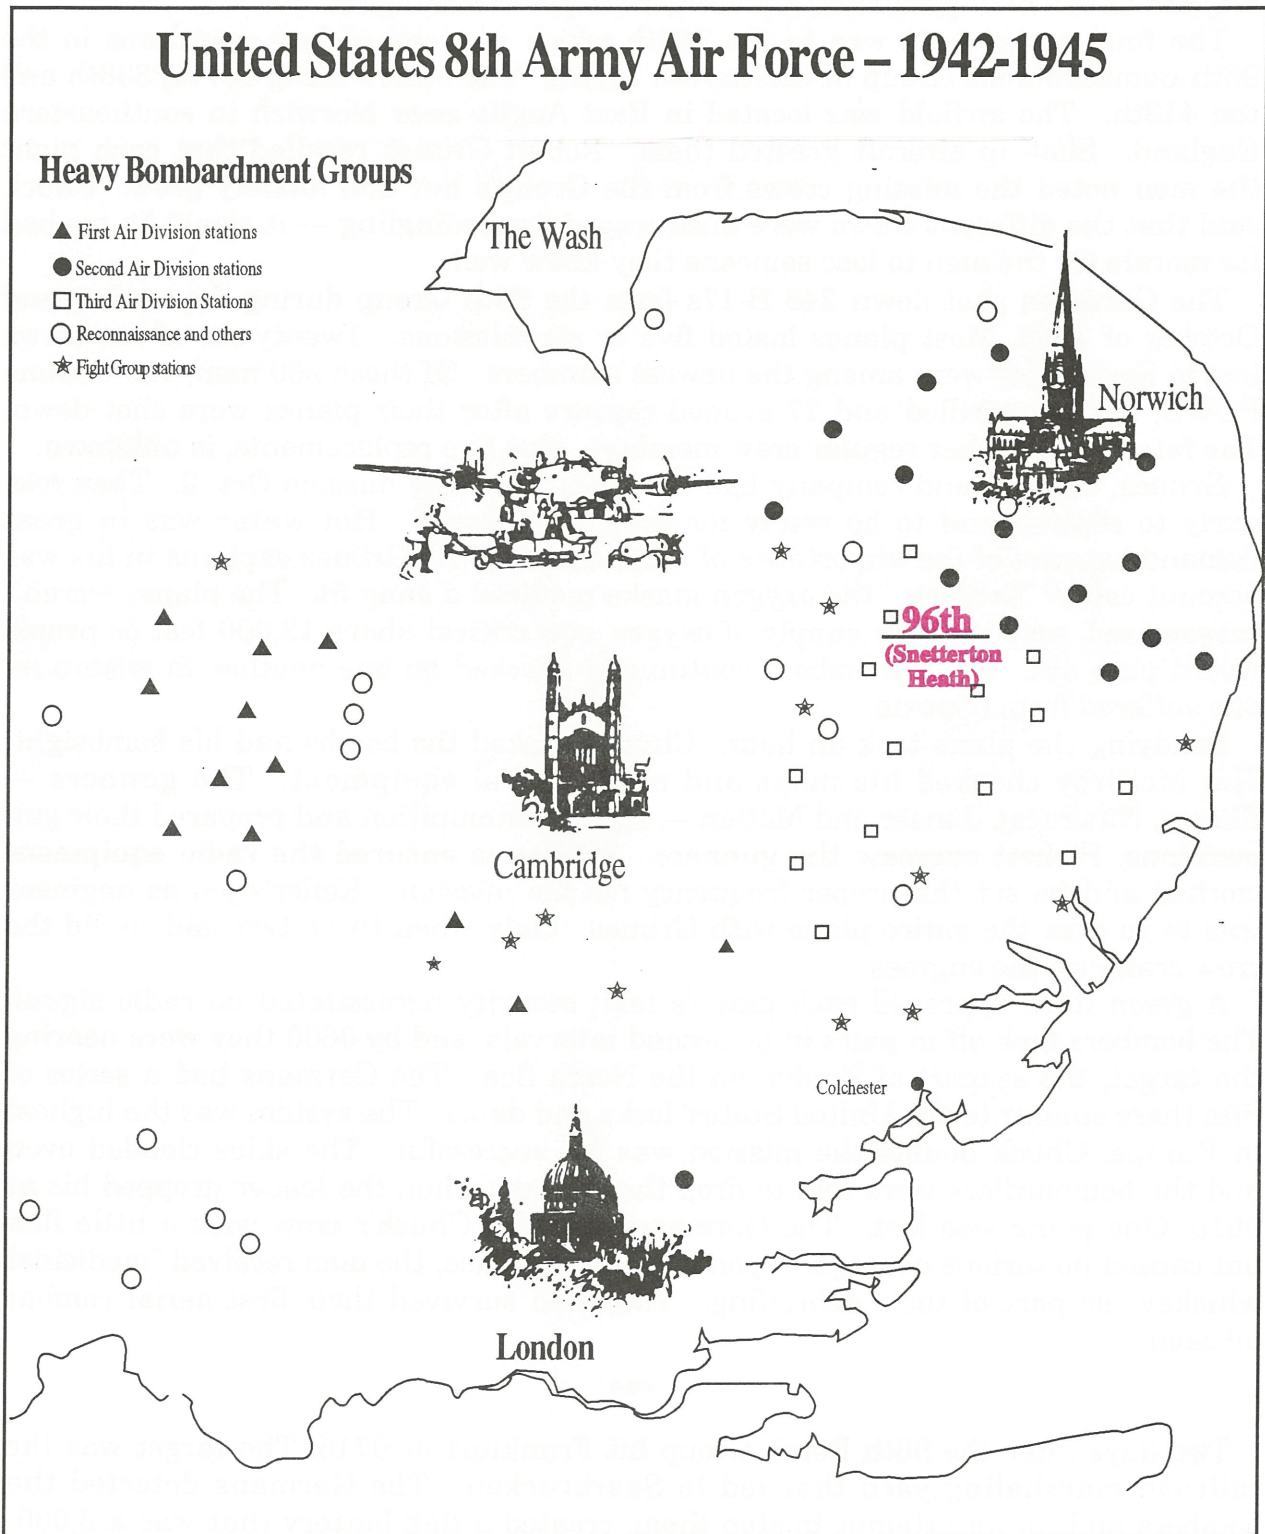 United States 8th Army Air Force – 1942-1945
Heavy Bombardment Groups
First Air Division stations
Second Air Division stations
Third Air Division Stations
Reconnaissance and others
Fight Group stations
The Wash
Norwich
96th
(Snetterton
Heath)
Cambridge
Colchester
London